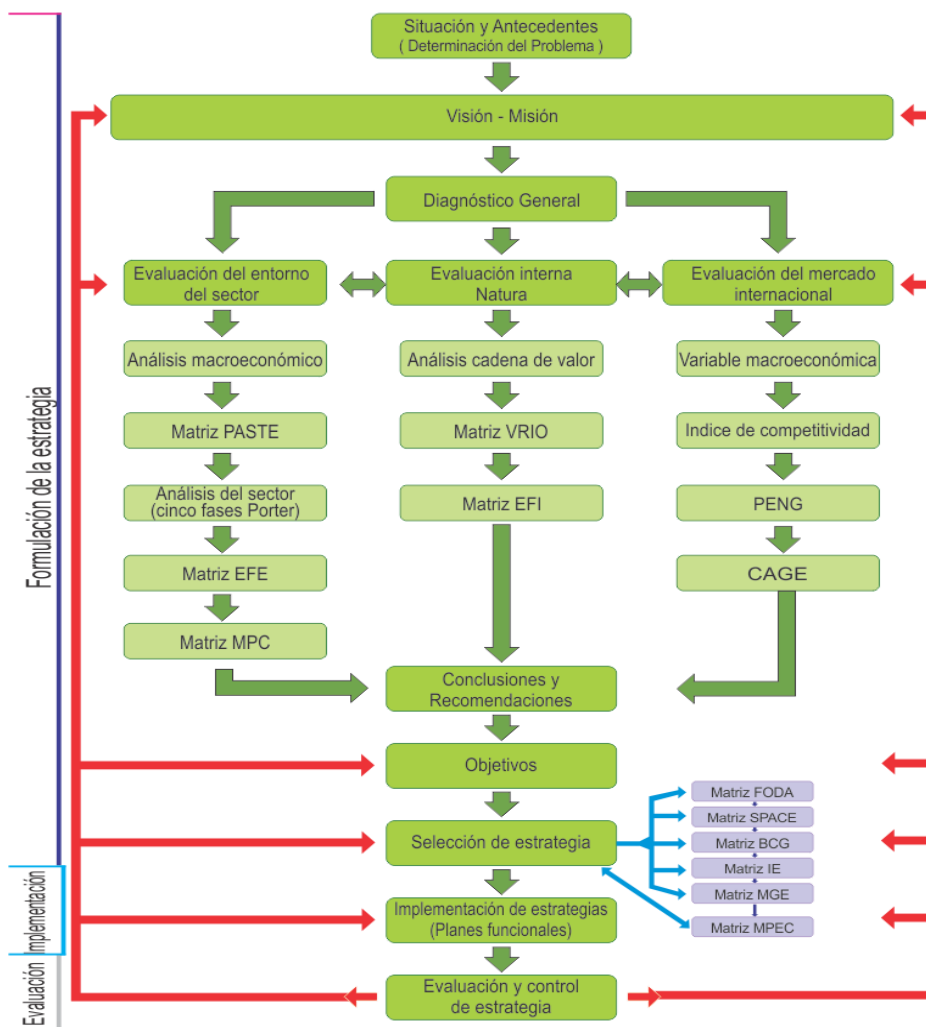 Situación y Antecedentes
( Determinación del Problema )
Visión - Misión
Diagnóstico General
Evaluación del entorno
del sector
Evaluación interna
Natura
Evaluación del mercado
internacional
Análisis macroeconómico
Análisis cadena de valor
Variable macroeconómica
Matriz PASTE
Matriz VRIO
Indice de competitividad
Análisis del sector
(cinco fases Porter)
Matriz EFI
PENG
Matriz EFE
CAGE
Matriz MPC
Conclusiones y
Recomendaciones
Objetivos
Selección de estrategia
Matriz FODA
Matriz SPACE
Matriz BCG
Matriz IE
Matriz MGE
Matriz MPEC
Implementación de estrategias
(Planes funcionales)
Evaluación y control
de estrategia
Formulación de la estrategia
Implementación
Evaluación